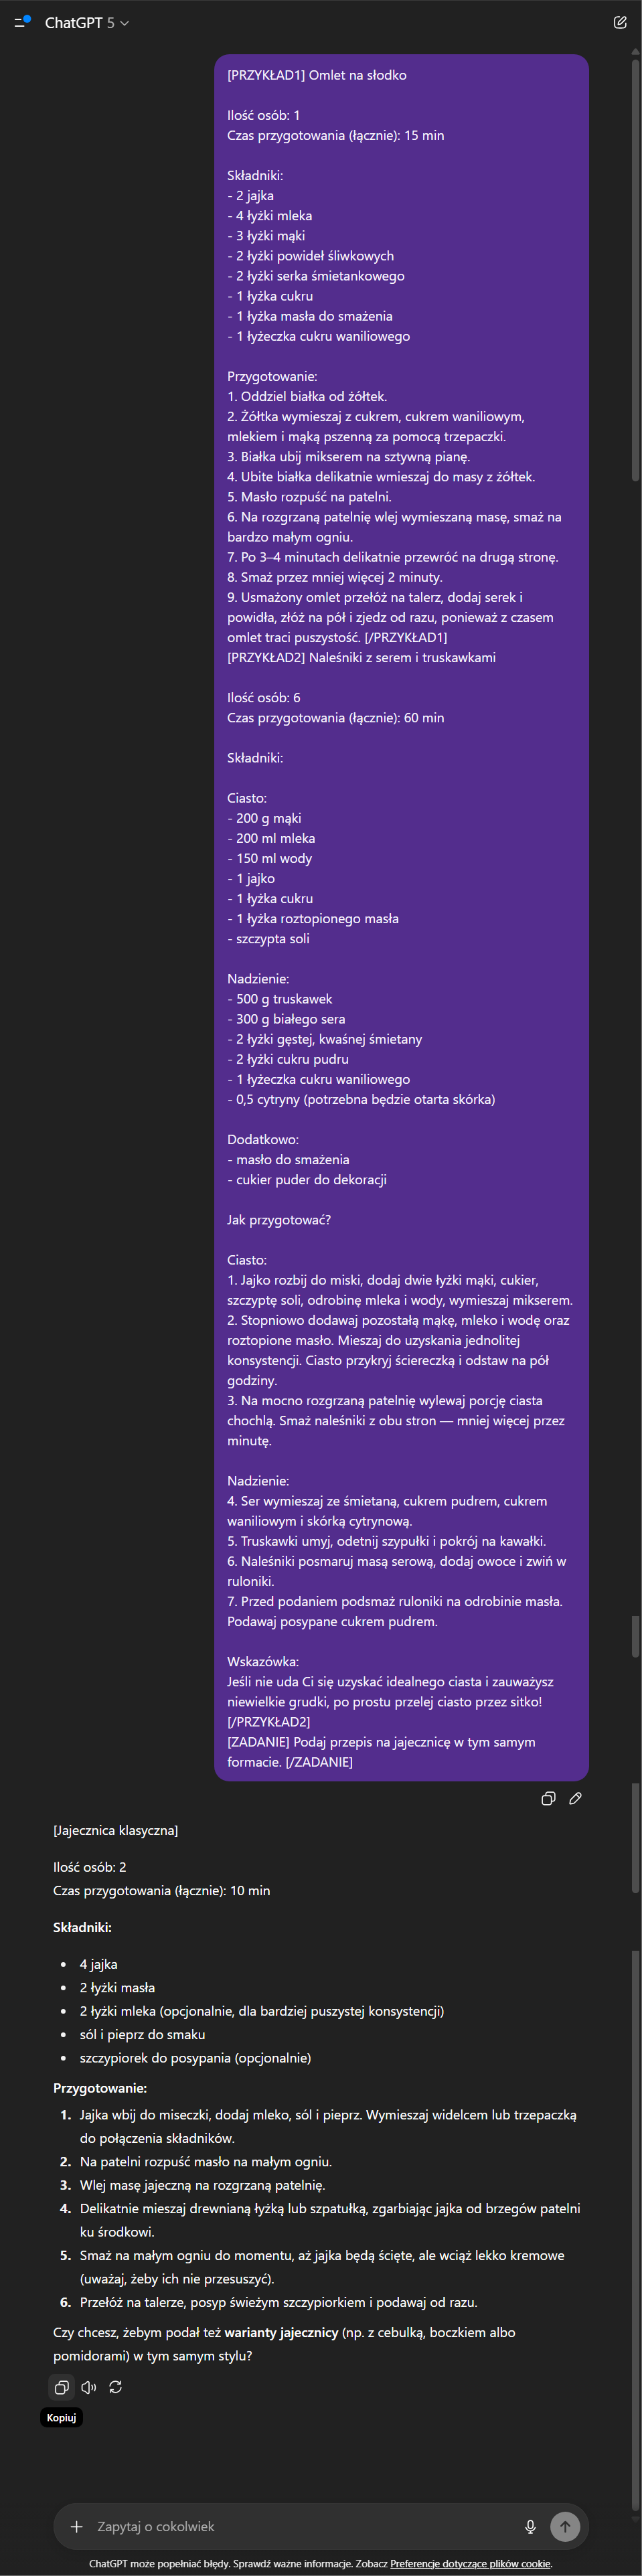 ChatGPT 5
[PRZYKŁAD1] Omlet na słodko
Ilość osób: 1
Czas przygotowania (łącznie): 15 min
Składniki:
- 2 jajka
- 4 łyżki mleka
- 3 łyżki mąki
- 2 łyżki powideł śliwkowych
- 2 łyżki serka śmietankowego
- 1 łyżka cukru
- 1 łyżka masła do smażenia
- 1 łyżeczka cukru waniliowego
Przygotowanie:
1. Oddziel białka od żółtek.
2. Żółtka wymieszaj z cukrem, cukrem waniliowym,
mlekiem i mąką pszenną za pomocą trzepaczki.
3. Białka ubij mikserem na sztywną pianę.
4. Ubite białka delikatnie wmieszaj do masy z żółtek.
5. Masło rozpuść na patelni.
6. Na rozgrzaną patelnię wlej wymieszaną masę, smaż na
bardzo małym ogniu.
7. Po 3–4 minutach delikatnie przewróć na drugą stronę.
8. Smaż przez mniej więcej 2 minuty.
9. Usmażony omlet przełóż na talerz, dodaj serek i
powidła, złóż na pół i zjedz od razu, ponieważ z czasem
omlet traci puszystość. [/PRZYKŁAD1]
[PRZYKŁAD2] Naleśniki z serem i truskawkami
Ilość osób: 6
Czas przygotowania (łącznie): 60 min
Składniki:
Ciasto:
- 200 g mąki
- 200 ml mleka
- 150 ml wody
- 1 jajko
- 1 łyżka cukru
- 1 łyżka roztopionego masła
- szczypta soli
Nadzienie:
- 500 g truskawek
- 300 g białego sera
- 2 łyżki gęstej, kwaśnej śmietany
- 2 łyżki cukru pudru
- 1 łyżeczka cukru waniliowego
- 0,5 cytryny (potrzebna będzie otarta skórka)
Dodatkowo:
- masło do smażenia
- cukier puder do dekoracji
Jak przygotować?
Ciasto:
1. Jajko rozbij do miski, dodaj dwie łyżki mąki, cukier,
szczyptę soli, odrobinę mleka i wody, wymieszaj mikserem.
2. Stopniowo dodawaj pozostałą mąkę, mleko i wodę oraz
roztopione masło. Mieszaj do uzyskania jednolitej
konsystencji. Ciasto przykryj ściereczką i odstaw na pół
godziny.
3. Na mocno rozgrzaną patelnię wylewaj porcję ciasta
chochlą. Smaż naleśniki z obu stron — mniej więcej przez
minutę.
Nadzienie:
4. Ser wymieszaj ze śmietaną, cukrem pudrem, cukrem
waniliowym i skórką cytrynową.
5. Truskawki umyj, odetnij szypułki i pokrój na kawałki.
6. Naleśniki posmaruj masą serową, dodaj owoce i zwiń w
ruloniki.
7. Przed podaniem podsmaż ruloniki na odrobinie masła.
Podawaj posypane cukrem pudrem.
Wskazówka:
Jeśli nie uda Ci się uzyskać idealnego ciasta i zauważysz
niewielkie grudki, po prostu przelej ciasto przez sitko!
[/PRZYKŁAD2]
[ZADANIE] Podaj przepis na jajecznicę w tym samym
formacie. [/ZADANIE]
[Jajecznica klasyczna]
Ilość osób: 2
Czas przygotowania (łącznie): 10 min
Składniki:
• 4 jajka
• 2 łyżki masła
• 2 łyżki mleka (opcjonalnie, dla bardziej puszystej konsystencji)
• sól i pieprz do smaku
• szczypiorek do posypania (opcjonalnie)
Przygotowanie:
1. Jajka wbij do miseczki, dodaj mleko, sól i pieprz. Wymieszaj widelcem lub trzepaczką
do połączenia składników.
2. Na patelni rozpuść masło na małym ogniu.
3. Wlej masę jajeczną na rozgrzaną patelnię.
4. Delikatnie mieszaj drewnianą łyżką lub szpatułką, zgarbiając jajka od brzegów patelni
ku środkowi.
5. Smaż na małym ogniu do momentu, aż jajka będą ścięte, ale wciąż lekko kremowe
(uważaj, żeby ich nie przesuszyć).
6. Przełóż na talerze, posyp świeżym szczypiorkiem i podawaj od razu.
Czy chcesz, żebym podał też warianty jajecznicy (np. z cebulką, boczkiem albo
pomidorami) w tym samym stylu?
Kopiuj
Zapytaj o cokolwiek
ChatGPT może popełniać błędy. Sprawdź ważne informacje. Zobacz Preferencje dotyczące plików cookie.